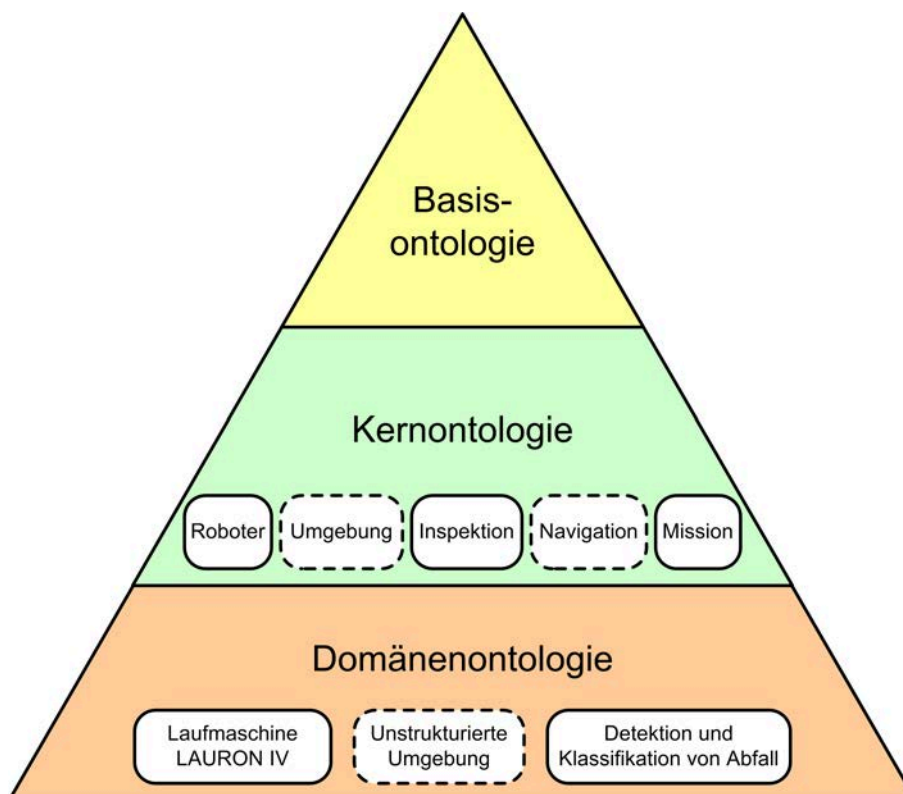 Basis-
ontologie
Kernontologie
Roboter
Umgebung
Inspektion
Navigation
Mission
Domänenontologie
Laufmaschine
LAURON IV
Unstrukturierte
Umgebung
Detektion und
Klassifikation von Abfall